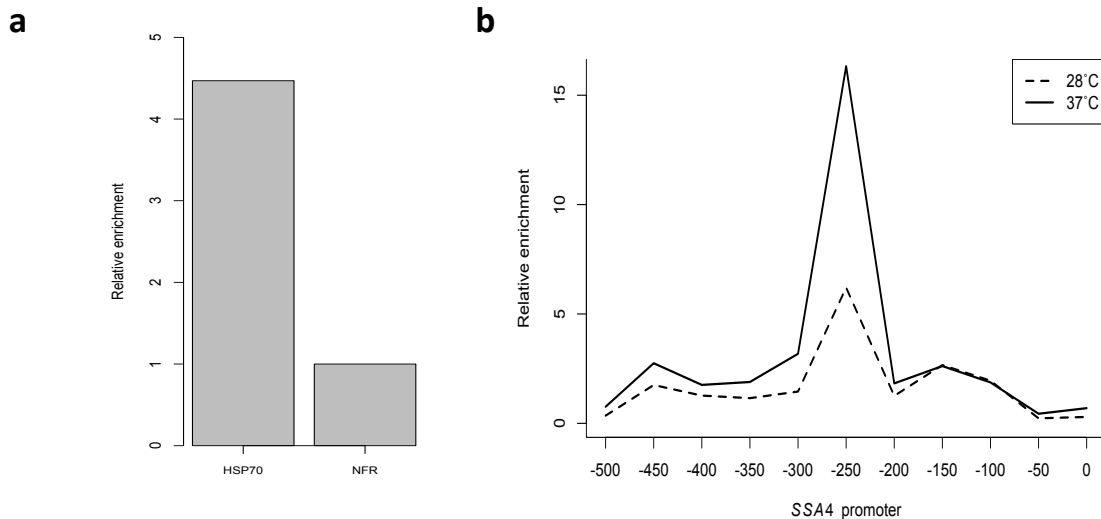 a
Relative enrichment
5
4
3
2
1
0
HSP70 NFR
b
Relative enrichment
15
10
5
0
28°C
37°C
-500 -450 -400 -350 -300 -250 -200 -150 -100 -50 0
SSA4 promoter